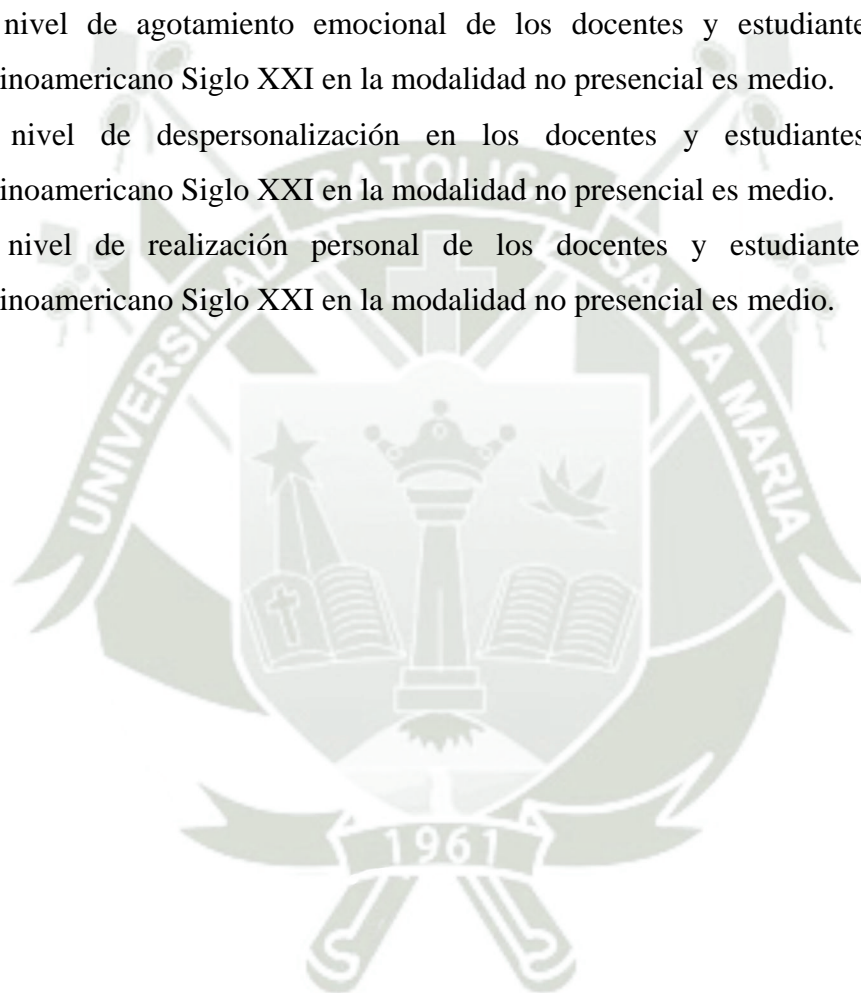 nivel de agotamiento emocional de los docentes y estudiante
inoamericano Siglo XXI en la modalidad no presencial es medio.
nivel de despersonalización en los docentes y estudiantes
inoamericano Siglo XXI en la modalidad no presencial es medio.
nivel de realización personal de los docentes y estudiante
inoamericano Siglo XXI en la modalidad no presencial es medio.
UNIVERSIDAD CATOLICA SANTA MARIA
1961